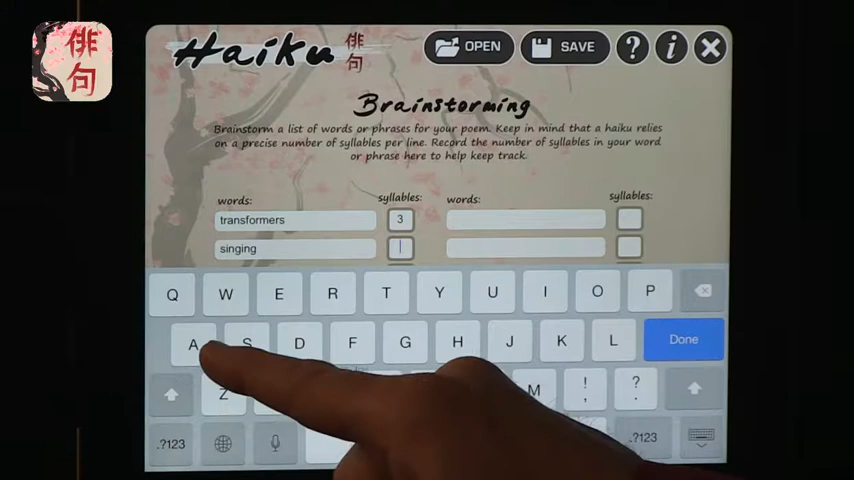 俳句
Haiku 俳句
OPEN SAVE ? i X
Brainstorming
Brainstorm a list of words or phrases for your poem. Keep in mind that a haiku relies
on a precise number of syllables per line. Record the number of syllables in your word
or phrase here to help keep track.
words: syllables: words: syllables:
transformers 3
singing
Q W E R T Y U I O P
A S D F G H J K L Done
Z M ! , ? .
.?123 .?123